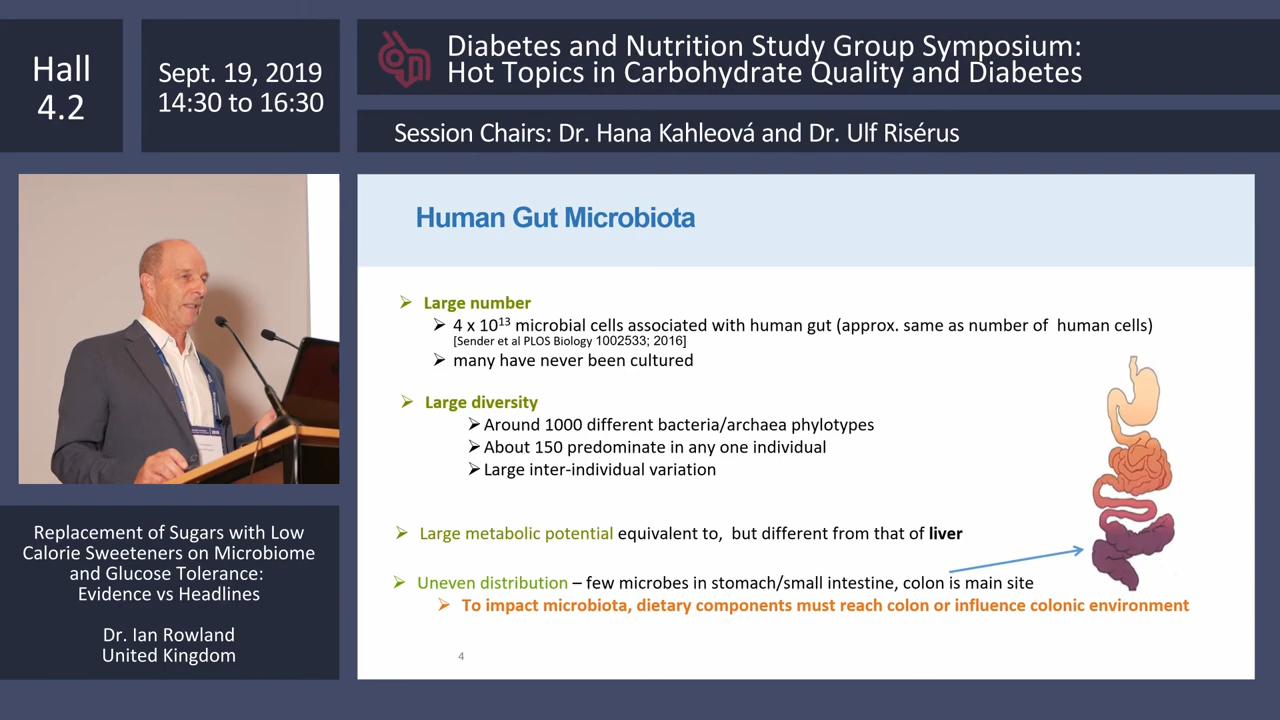 Hall
4.2
Sept. 19, 2019
14:30 to 16:30
Diabetes and Nutrition Study Group Symposium:
Hot Topics in Carbohydrate Quality and Diabetes
Session Chairs: Dr. Hana Kahleová and Dr. Ulf Risérus
Human Gut Microbiota
➢ Large number
➢ 4 x 10¹³ microbial cells associated with human gut (approx. same as number of human cells)
[Sender et al PLOS Biology 1002533; 2016]
➢ many have never been cultured
➢ Large diversity
➢ Around 1000 different bacteria/archaea phylotypes
➢ About 150 predominate in any one individual
➢ Large inter-individual variation
➢ Large metabolic potential equivalent to, but different from that of liver
➢ Uneven distribution – few microbes in stomach/small intestine, colon is main site
➢ To impact microbiota, dietary components must reach colon or influence colonic environment
4
Replacement of Sugars with Low
Calorie Sweeteners on Microbiome
and Glucose Tolerance:
Evidence vs Headlines
Dr. Ian Rowland
United Kingdom